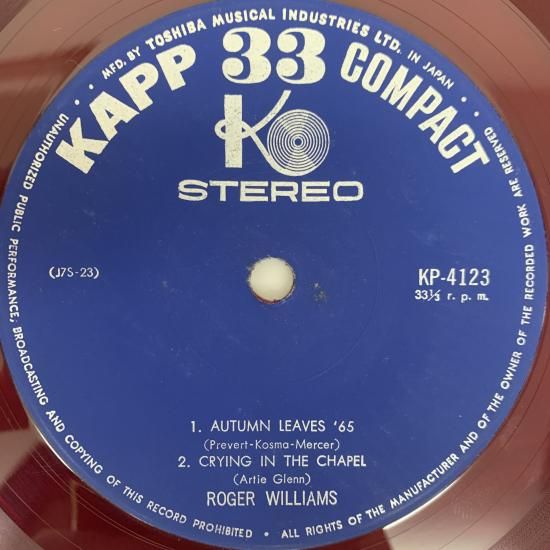 MFD. BY TOSHIBA MUSICAL INDUSTRIES LTD. IN JAPAN
KAPP 33 COMPACT
K
STEREO
(J7S-23)
KP-4123
33⅓ r. p. m.
1. AUTUMN LEAVES '65
(Prevert-Kosma-Mercer)
2. CRYING IN THE CHAPEL
(Artie Glenn)
ROGER WILLIAMS
UNAUTHORIZED PUBLIC PERFORMANCE, BROADCASTING AND COPYING OF THIS RECORD PROHIBITED • ALL RIGHTS OF THE MANUFACTURER AND OF THE OWNER OF THE RECORDED WORK ARE RESERVED